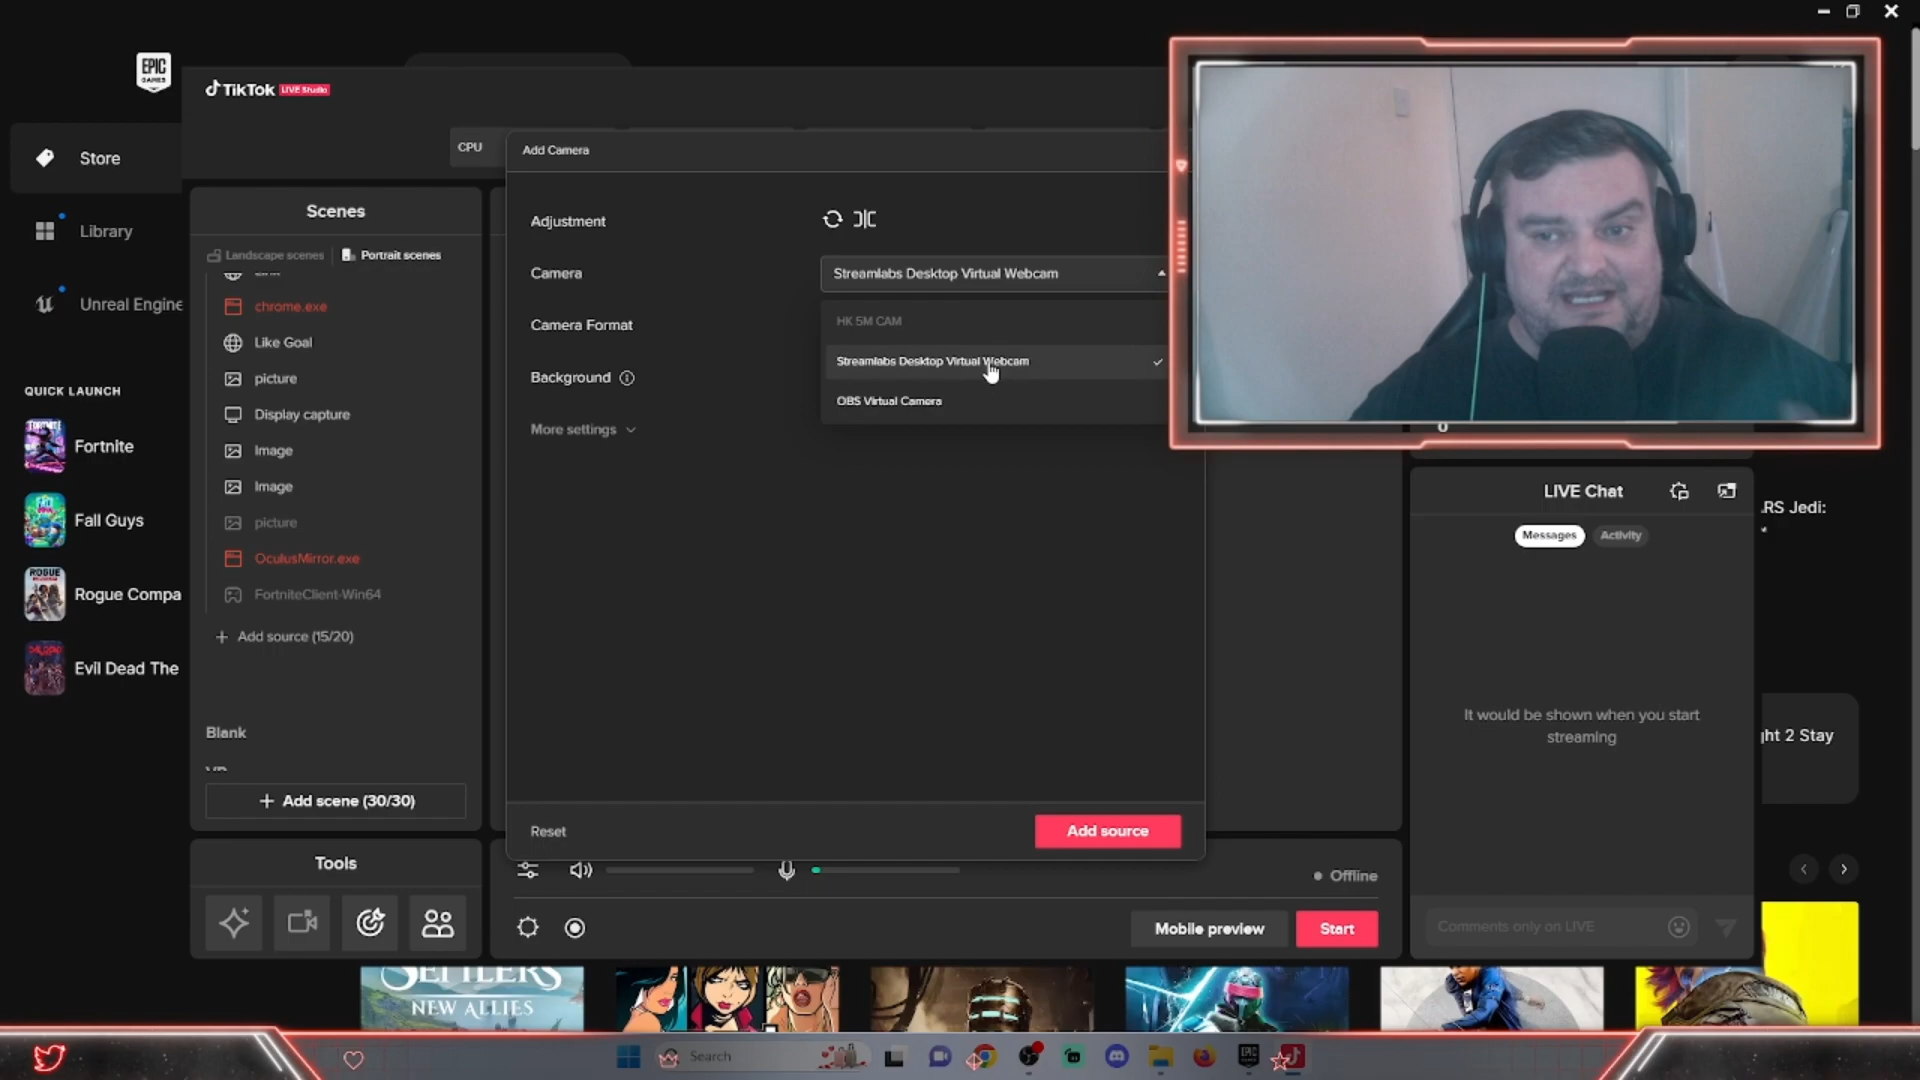 EPIC
GAMES
Store
Library
Unreal Engine
QUICK LAUNCH
Fortnite
Fall Guys
Rogue Compa
Evil Dead The
TikTok LIVE Studio
CPU
Scenes
Landscape scenes
Portrait scenes
chrome.exe
Like Goal
picture
Display capture
Image
Image
picture
OculusMirror.exe
FortniteClient-Win64
Add source (15/20)
Blank
Add scene (30/30)
Tools
Add Camera
Adjustment
Camera
Streamlabs Desktop Virtual Webcam
Camera Format
HK 5M CAM
Streamlabs Desktop Virtual Webcam
OBS Virtual Camera
Background
More settings
Reset
Add source
Offline
Mobile preview
Start
0
LIVE Chat
Messages
Activity
It would be shown when you start
streaming
Comments only on LIVE
RS Jedi:
ght 2 Stay
SETTLERS
NEW ALLIES
Search